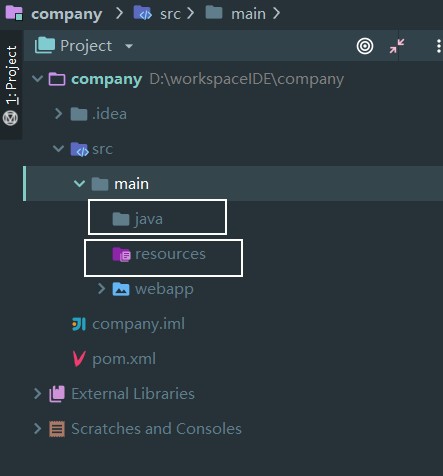 company > src > main >
1: Project
Project
company D:\workspaceIDE\company
.idea
src
main
java
resources
webapp
company.iml
pom.xml
External Libraries
Scratches and Consoles